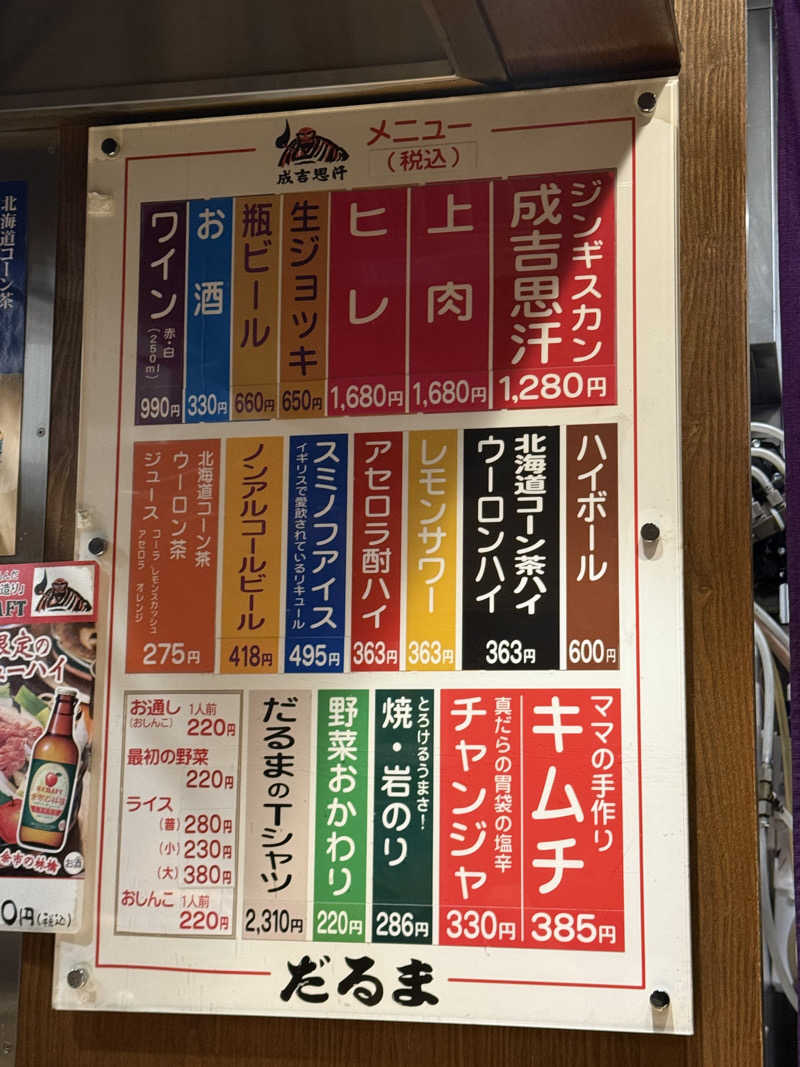 メニュー
(税込)
成吉思汗
ジンギスカン
成吉思汗
1,280円
上肉
1,680円
ヒレ
1,680円
生ジョッキ
650円
瓶ビール
660円
お酒
330円
ワイン
赤・白
(250ml)
990円
ハイボール
600円
北海道コーン茶ハイ
ウーロンハイ
363円
レモンサワー
363円
アセロラ酎ハイ
363円
スミノフアイス
イギリスで愛飲されているリキュール
495円
ノンアルコールビール
418円
北海道コーン茶
ウーロン茶
ジュース
コーラ レモンスカッシュ
アセロラ オレンジ
275円
ママの手作り
キムチ
385円
真だらの胃袋の塩辛
チャンジャ
330円
とろけるうまさ!
焼・岩のり
286円
野菜おかわり
220円
だるまのTシャツ
2,310円
お通し 1人前
(おしんこ) 220円
最初の野菜
220円
ライス
(普) 280円
(小) 230円
(大) 380円
おしんこ 1人前
220円
だるま
北海道コーン茶
限定の
ハイ
お酒
0円(税込)